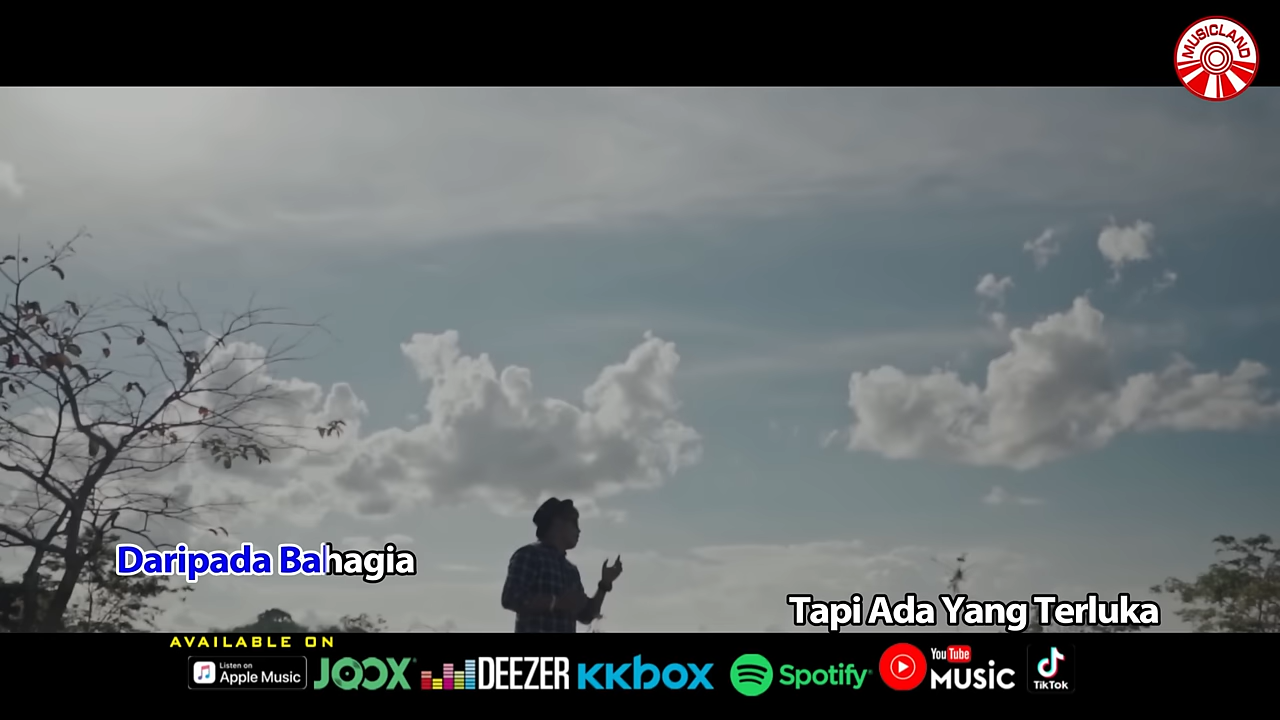 MUSICLAND
Daripada Bahagia
Tapi Ada Yang Terluka
AVAILABLE ON
Listen on
Apple Music
JOOX
DEEZER
KKBOX
Spotify
YouTube
MUSIC
TikTok